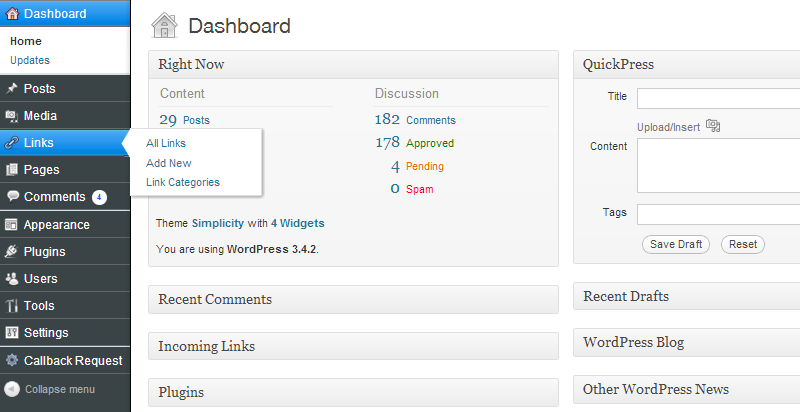 Dashboard
Home
Updates
Posts
Media
Links
Pages
Comments 4
Appearance
Plugins
Users
Tools
Settings
Callback Request
Collapse menu
All Links
Add New
Link Categories
Dashboard
Right Now
Content
29 Posts
Discussion
182 Comments
178 Approved
4 Pending
0 Spam
Theme Simplicity with 4 Widgets
You are using WordPress 3.4.2.
Recent Comments
Incoming Links
Plugins
QuickPress
Title
Upload/Insert
Content
Tags
Save Draft
Reset
Recent Drafts
WordPress Blog
Other WordPress News